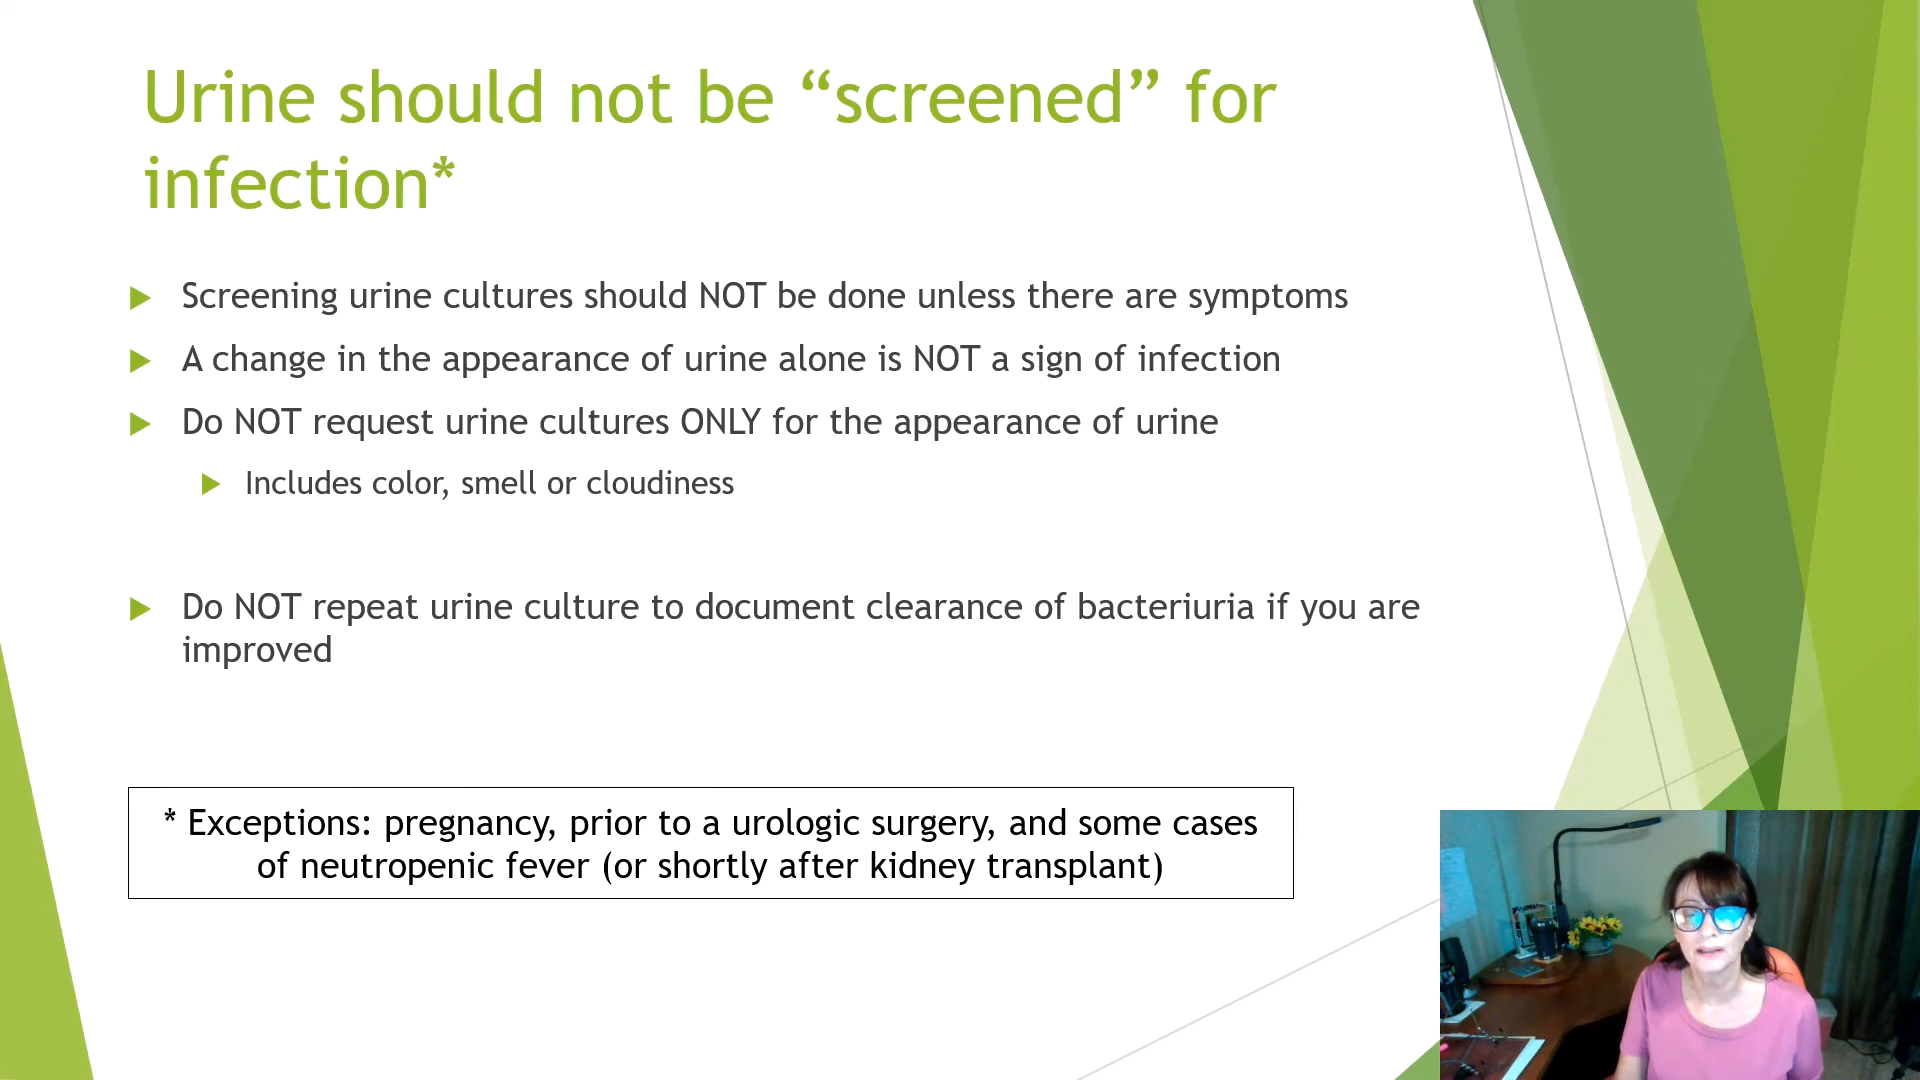 Urine should not be “screened” for
infection*
Screening urine cultures should NOT be done unless there are symptoms
A change in the appearance of urine alone is NOT a sign of infection
Do NOT request urine cultures ONLY for the appearance of urine
Includes color, smell or cloudiness
Do NOT repeat urine culture to document clearance of bacteriuria if you are
improved
* Exceptions: pregnancy, prior to a urologic surgery, and some cases
of neutropenic fever (or shortly after kidney transplant)